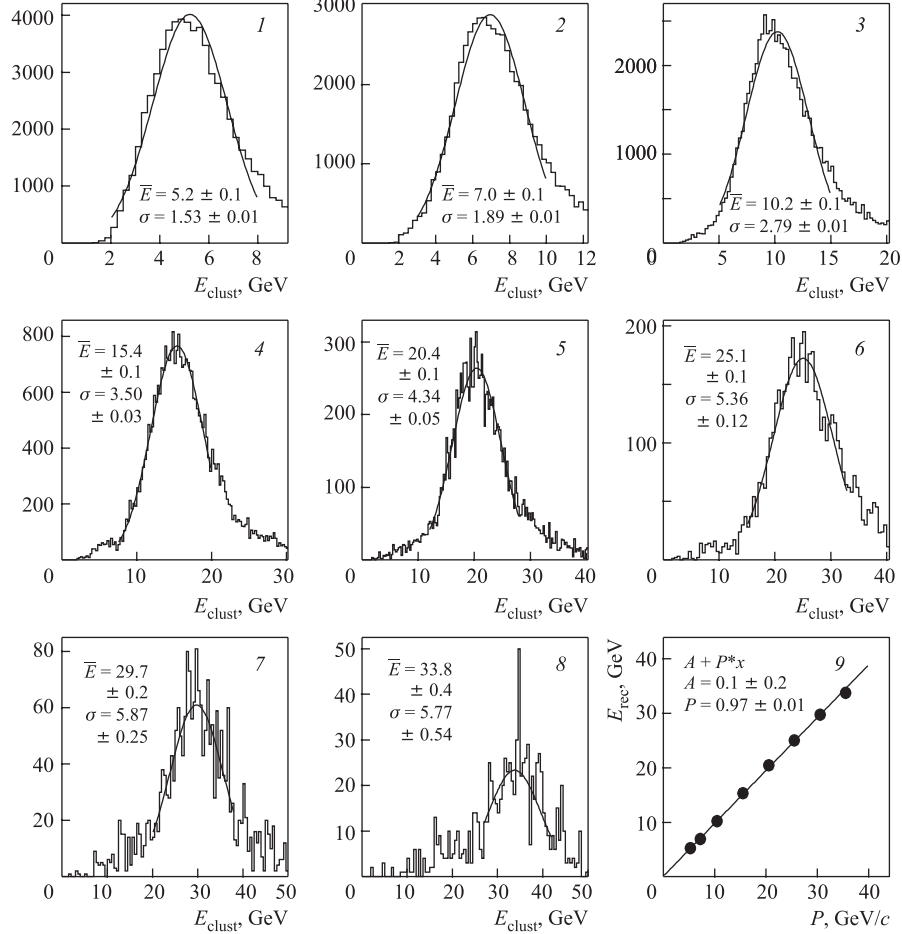 4000
3000
2000
1000
0
2 4 6 8
1
E̅ = 5.2 ± 0.1
σ = 1.53 ± 0.01
E_clust, GeV
3000
2000
1000
0
2 4 6 8 10 12
2
E̅ = 7.0 ± 0.1
σ = 1.89 ± 0.01
E_clust, GeV
2000
1000
0
0 5 10 15 20
3
E̅ = 10.2 ± 0.1
σ = 2.79 ± 0.01
E_clust, GeV
800
600
400
200
0
10 20 30
4
E̅ = 15.4
± 0.1
σ = 3.50
± 0.03
E_clust, GeV
300
200
100
0
10 20 30 40
5
E̅ = 20.4
± 0.1
σ = 4.34
± 0.05
E_clust, GeV
200
100
0
10 20 30 40
6
E̅ = 25.1
± 0.1
σ = 5.36
± 0.12
E_clust, GeV
80
60
40
20
0
10 20 30 40 50
7
E̅ = 29.7
± 0.2
σ = 5.87
± 0.25
E_clust, GeV
50
40
30
20
10
0
10 20 30 40 50
8
E̅ = 33.8
± 0.4
σ = 5.77
± 0.54
E_clust, GeV
E_rec, GeV
40
30
20
10
0
10 20 30 40
9
A + P*x
A = 0.1 ± 0.2
P = 0.97 ± 0.01
P, GeV/c